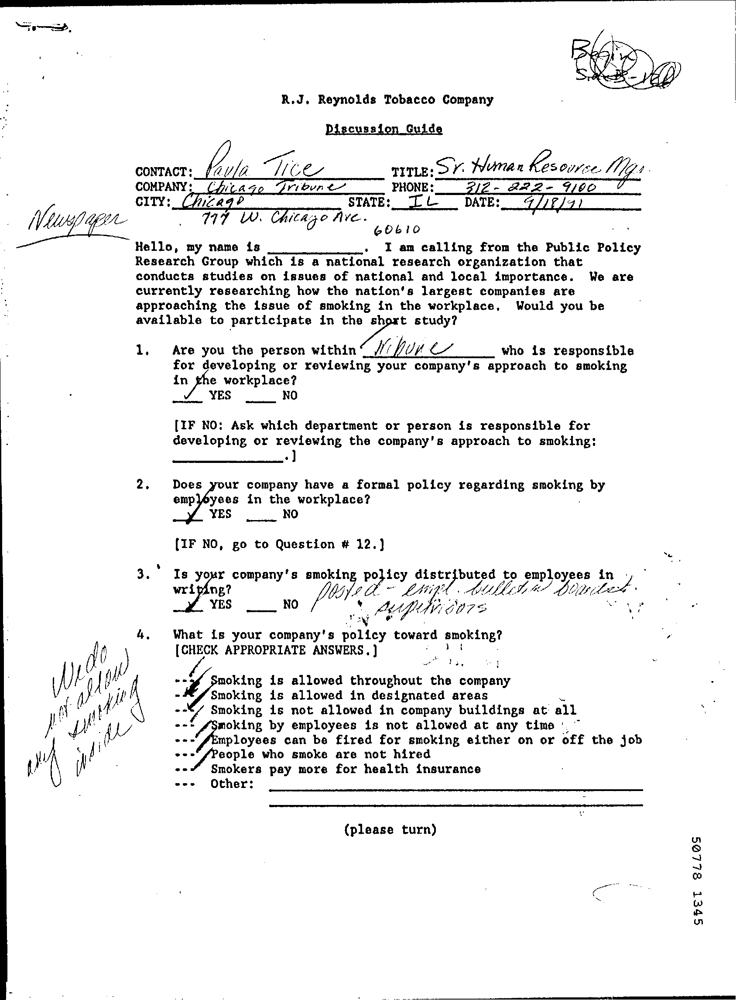 Begin
R.J. Reynolds Tobacco Company
Discussion Guide
CONTACT: Paula Tice TITLE: Sr. Human Resource Mgr.
COMPANY: Chicago Tribune PHONE: 312-222-9100
CITY: Chicago STATE: IL DATE: 9/18/91
Newspaper 777 W. Chicago Ave.
60610
Hello, my name is ___________. I am calling from the Public Policy
Research Group which is a national research organization that
conducts studies on issues of national and local importance. We are
currently researching how the nation's largest companies are
approaching the issue of smoking in the workplace. Would you be
available to participate in the short study?
1. Are you the person within Tribune who is responsible
for developing or reviewing your company's approach to smoking
in the workplace?
✓ YES ____ NO
[IF NO: Ask which department or person is responsible for
developing or reviewing the company's approach to smoking:
____________.]
2. Does your company have a formal policy regarding smoking by
employees in the workplace?
✓ YES ____ NO
[IF NO, go to Question # 12.]
3. Is your company's smoking policy distributed to employees in
writing? posted - empl. bulletin boards
✓ YES ____ NO supervisors
4. What is your company's policy toward smoking?
[CHECK APPROPRIATE ANSWERS.]
We do
not allow
any smoking
inside
--- Smoking is allowed throughout the company
--- Smoking is allowed in designated areas
--- Smoking is not allowed in company buildings at all
--- Smoking by employees is not allowed at any time
--- Employees can be fired for smoking either on or off the job
--- People who smoke are not hired
--- Smokers pay more for health insurance
--- Other: ____________
(please turn)
50778 1345